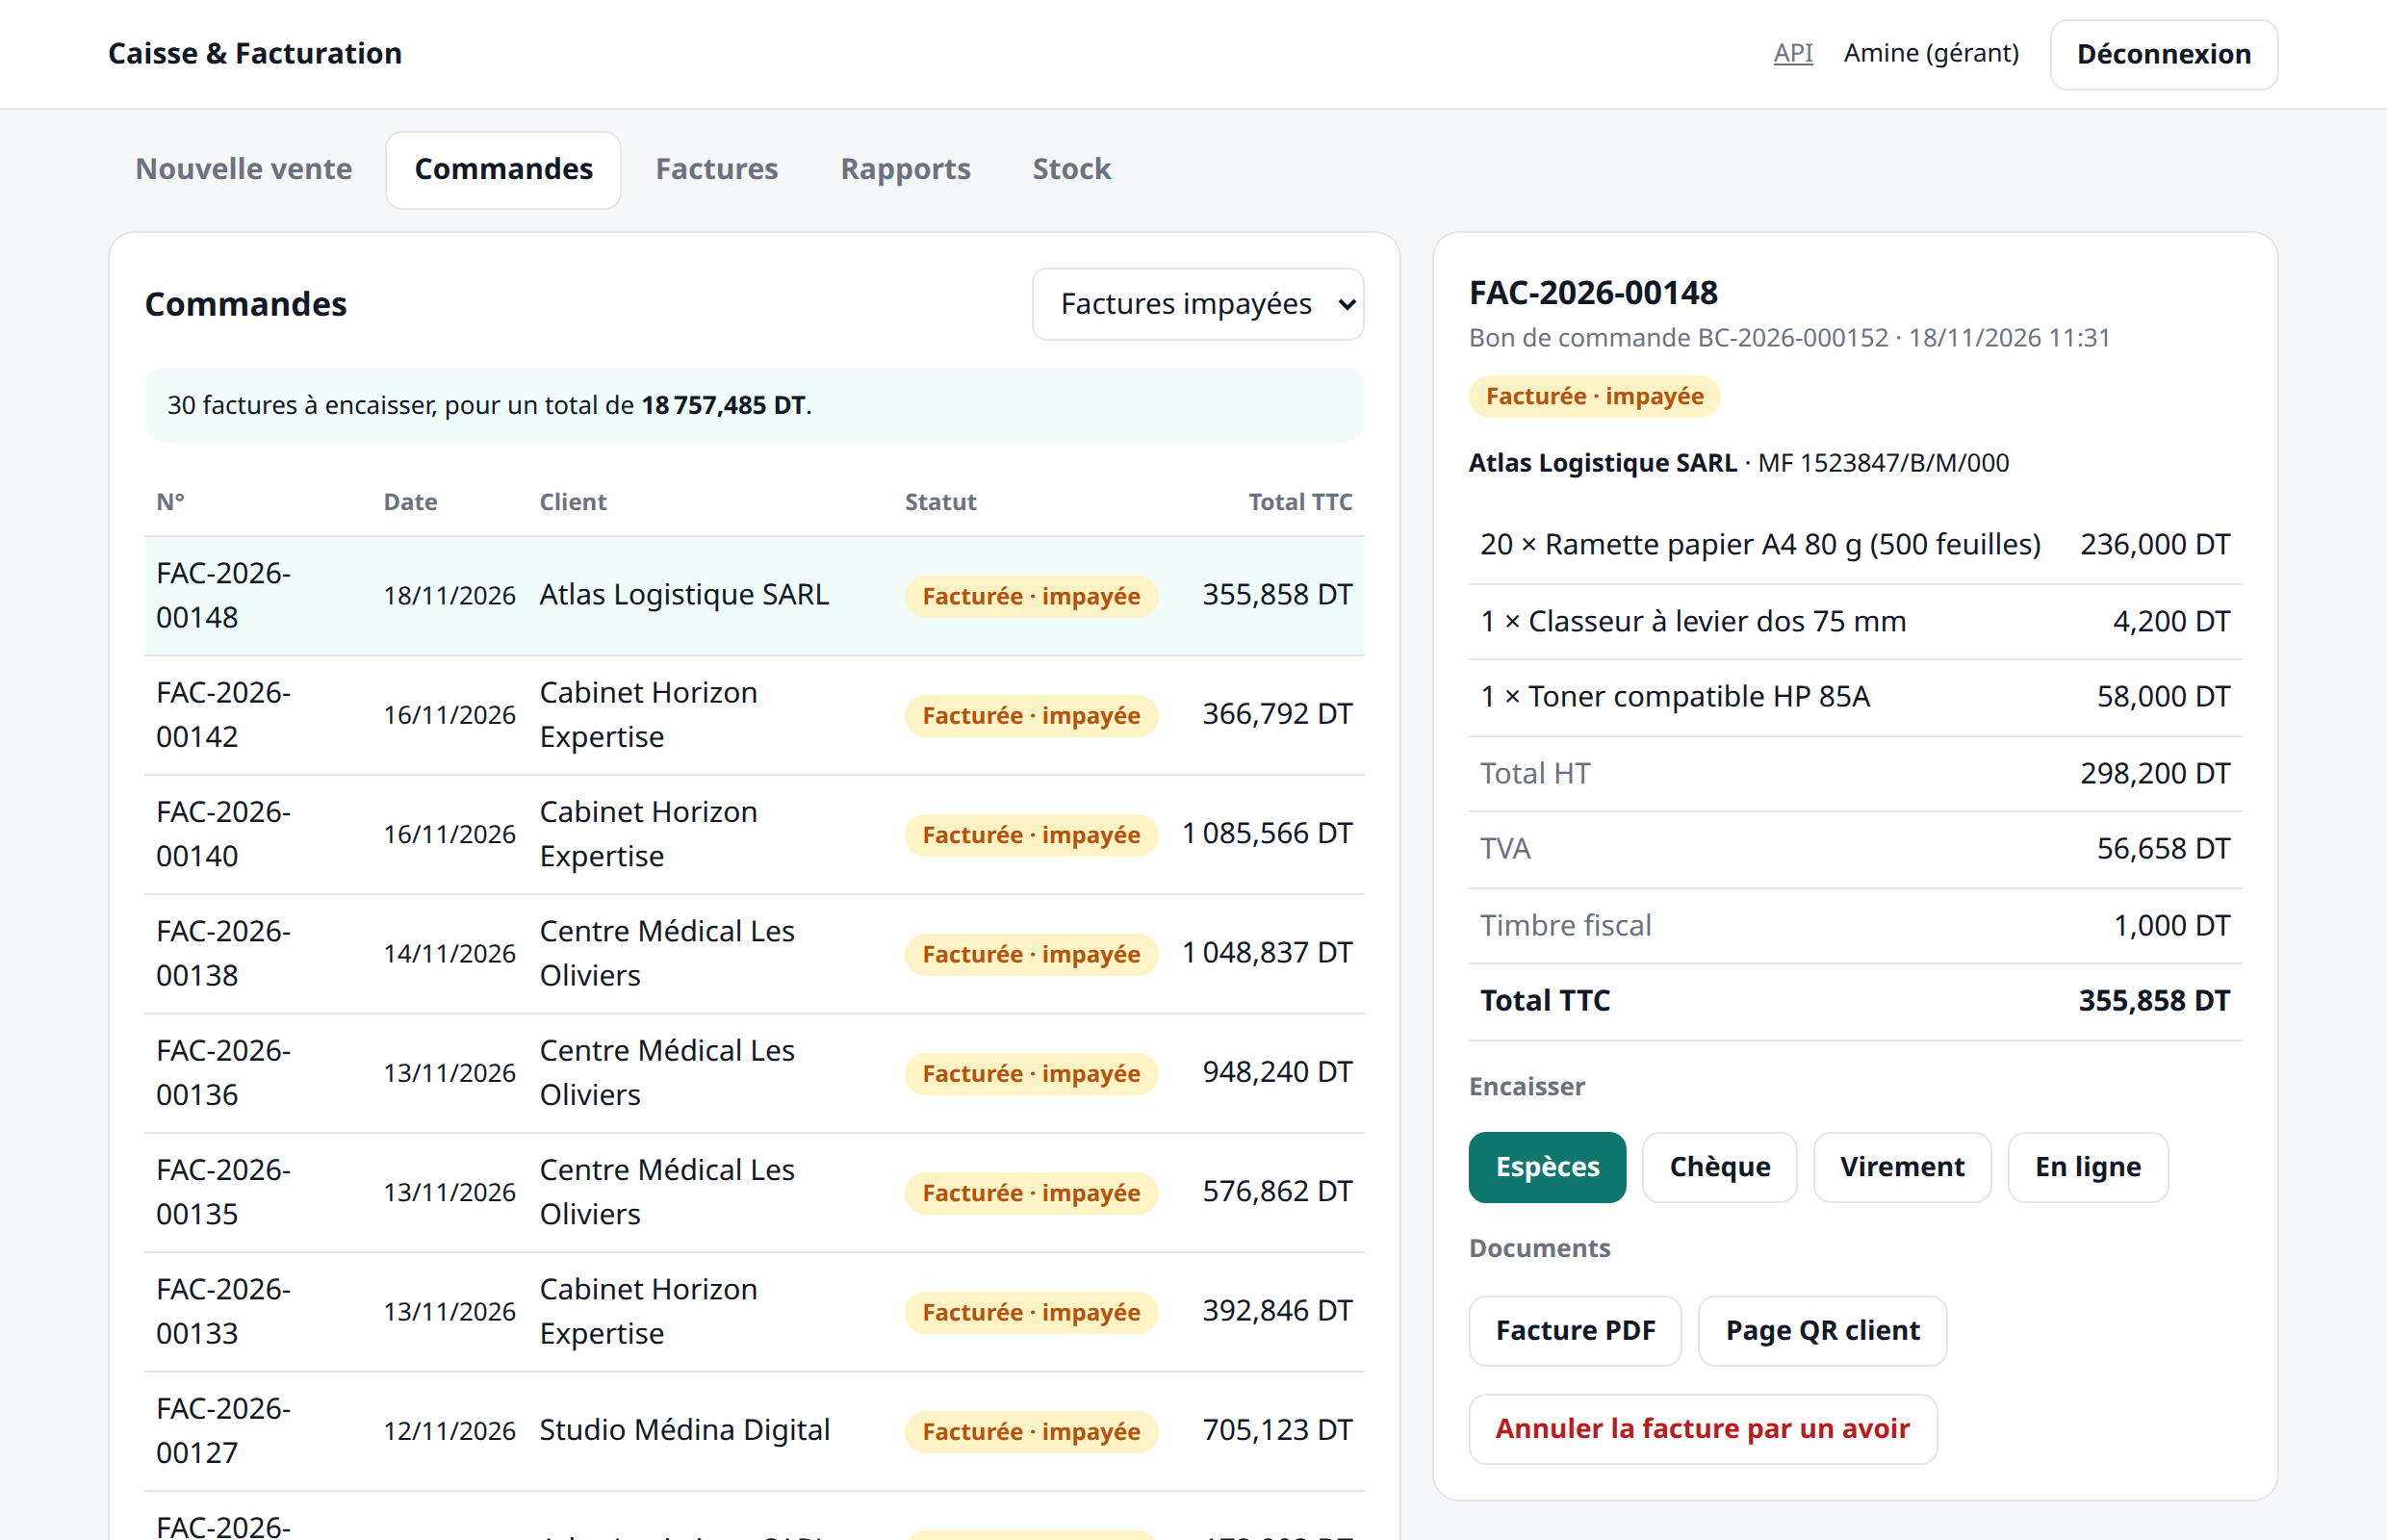 Caisse & Facturation
API Amine (gérant) Déconnexion
Nouvelle vente Commandes Factures Rapports Stock
Commandes
Factures impayées
30 factures à encaisser, pour un total de 18 757,485 DT.
N° Date Client Statut Total TTC
FAC-2026-
00148 18/11/2026 Atlas Logistique SARL Facturée · impayée 355,858 DT
FAC-2026-
00142 16/11/2026 Cabinet Horizon
Expertise Facturée · impayée 366,792 DT
FAC-2026-
00140 16/11/2026 Cabinet Horizon
Expertise Facturée · impayée 1 085,566 DT
FAC-2026-
00138 14/11/2026 Centre Médical Les
Oliviers Facturée · impayée 1 048,837 DT
FAC-2026-
00136 13/11/2026 Centre Médical Les
Oliviers Facturée · impayée 948,240 DT
FAC-2026-
00135 13/11/2026 Centre Médical Les
Oliviers Facturée · impayée 576,862 DT
FAC-2026-
00133 13/11/2026 Cabinet Horizon
Expertise Facturée · impayée 392,846 DT
FAC-2026-
00127 12/11/2026 Studio Médina Digital Facturée · impayée 705,123 DT
FAC-2026-
FAC-2026-00148
Bon de commande BC-2026-000152 · 18/11/2026 11:31
Facturée · impayée
Atlas Logistique SARL · MF 1523847/B/M/000
20 × Ramette papier A4 80 g (500 feuilles) 236,000 DT
1 × Classeur à levier dos 75 mm 4,200 DT
1 × Toner compatible HP 85A 58,000 DT
Total HT 298,200 DT
TVA 56,658 DT
Timbre fiscal 1,000 DT
Total TTC 355,858 DT
Encaisser
Espèces Chèque Virement En ligne
Documents
Facture PDF Page QR client
Annuler la facture par un avoir